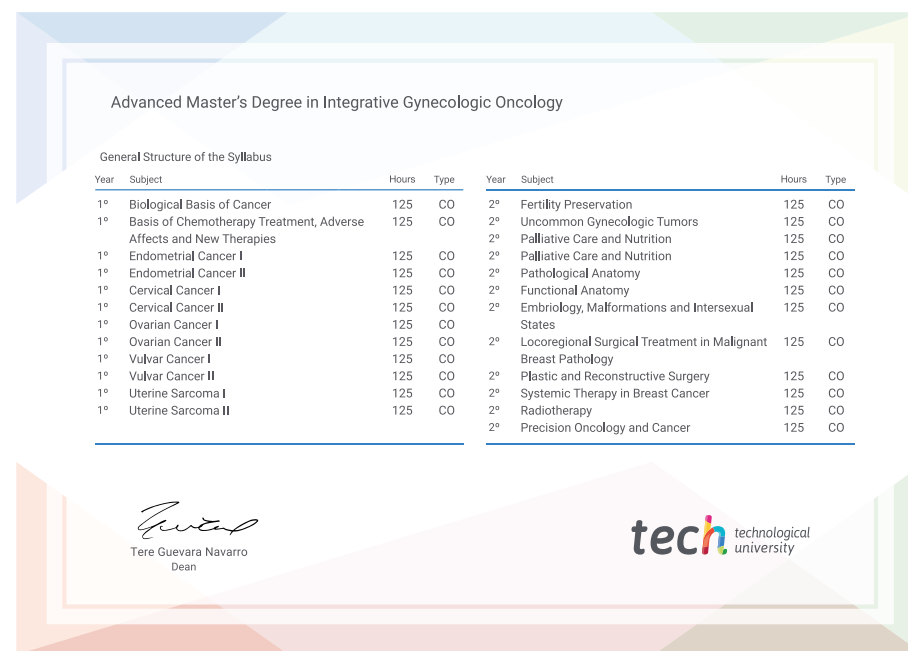 Advanced Master's Degree in Integrative Gynecologic Oncology
General Structure of the Syllabus
Year Subject Hours Type
1º Biological Basis of Cancer 125 CO
1º Basis of Chemotherapy Treatment, Adverse 125 CO
Affects and New Therapies
1º Endometrial Cancer I 125 CO
1º Endometrial Cancer II 125 CO
1º Cervical Cancer I 125 CO
1º Cervical Cancer II 125 CO
1º Ovarian Cancer I 125 CO
1º Ovarian Cancer II 125 CO
1º Vulvar Cancer I 125 CO
1º Vulvar Cancer II 125 CO
1º Uterine Sarcoma I 125 CO
1º Uterine Sarcoma II 125 CO
Year Subject Hours Type
2º Fertility Preservation 125 CO
2º Uncommon Gynecologic Tumors 125 CO
2º Palliative Care and Nutrition 125 CO
2º Palliative Care and Nutrition 125 CO
2º Pathological Anatomy 125 CO
2º Functional Anatomy 125 CO
2º Embriology, Malformations and Intersexual 125 CO
States
2º Locoregional Surgical Treatment in Malignant 125 CO
Breast Pathology
2º Plastic and Reconstructive Surgery 125 CO
2º Systemic Therapy in Breast Cancer 125 CO
2º Radiotherapy 125 CO
2º Precision Oncology and Cancer 125 CO
Tere Guevara Navarro
Dean
tech technological
university